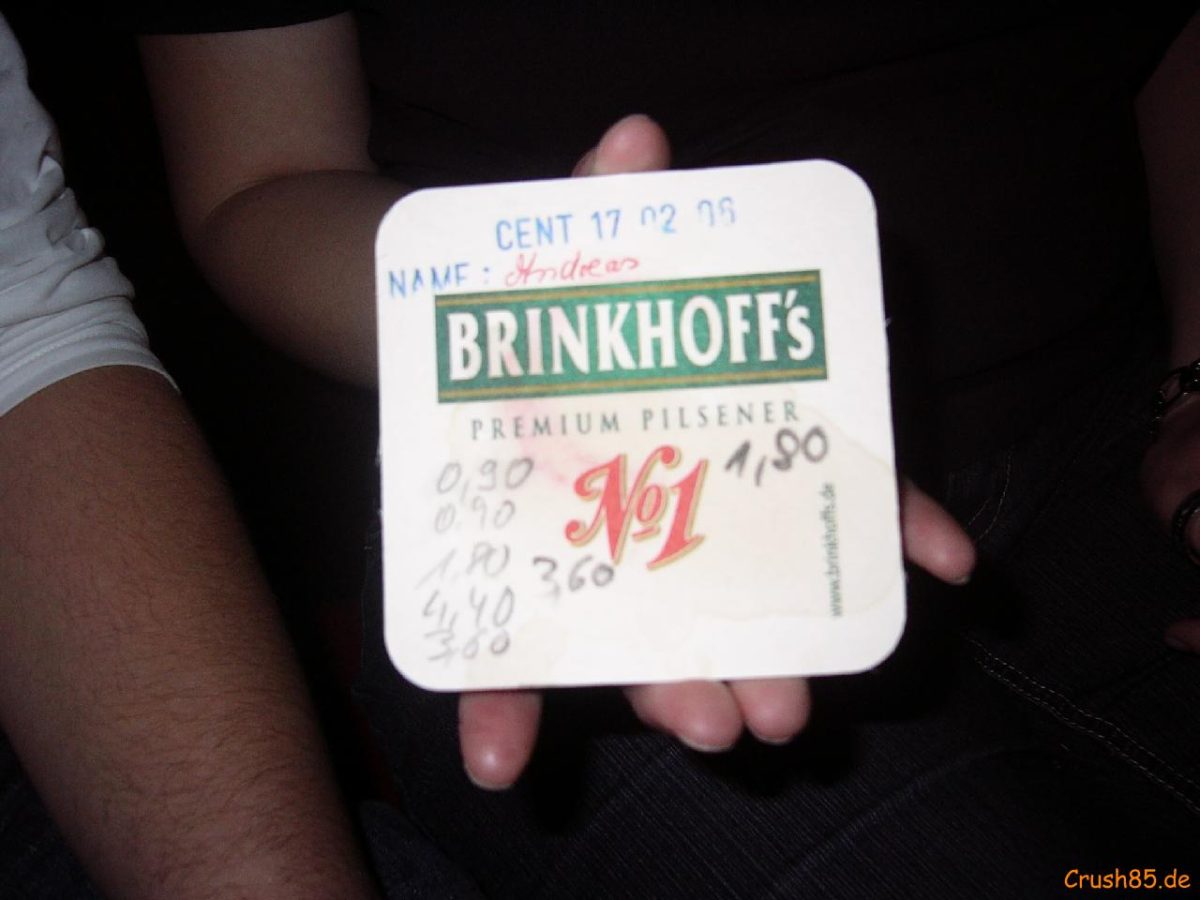 CENT 17 02 06
NAME: Andreas
BRINKHOFF's
PREMIUM PILSENER
No1
1,80
0,90
0.90
1.80
3,60
4,40
3,60
www.brinkhoffs.de
Crush85.de